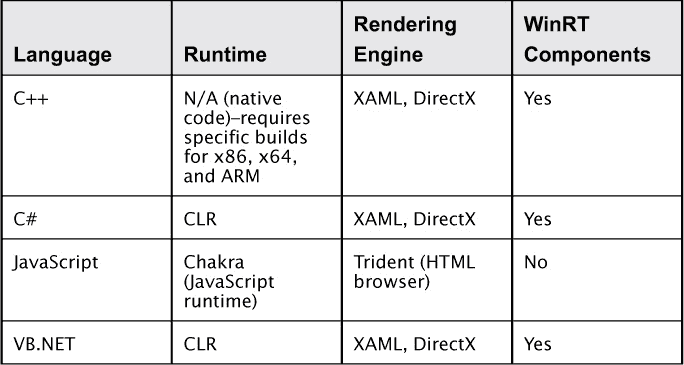 Language
Runtime
Rendering
Engine
WinRT
Components
C++
N/A (native
code)–requires
specific builds
for x86, x64,
and ARM
XAML, DirectX
Yes
C#
CLR
XAML, DirectX
Yes
JavaScript
Chakra
(JavaScript
runtime)
Trident (HTML
browser)
No
VB.NET
CLR
XAML, DirectX
Yes